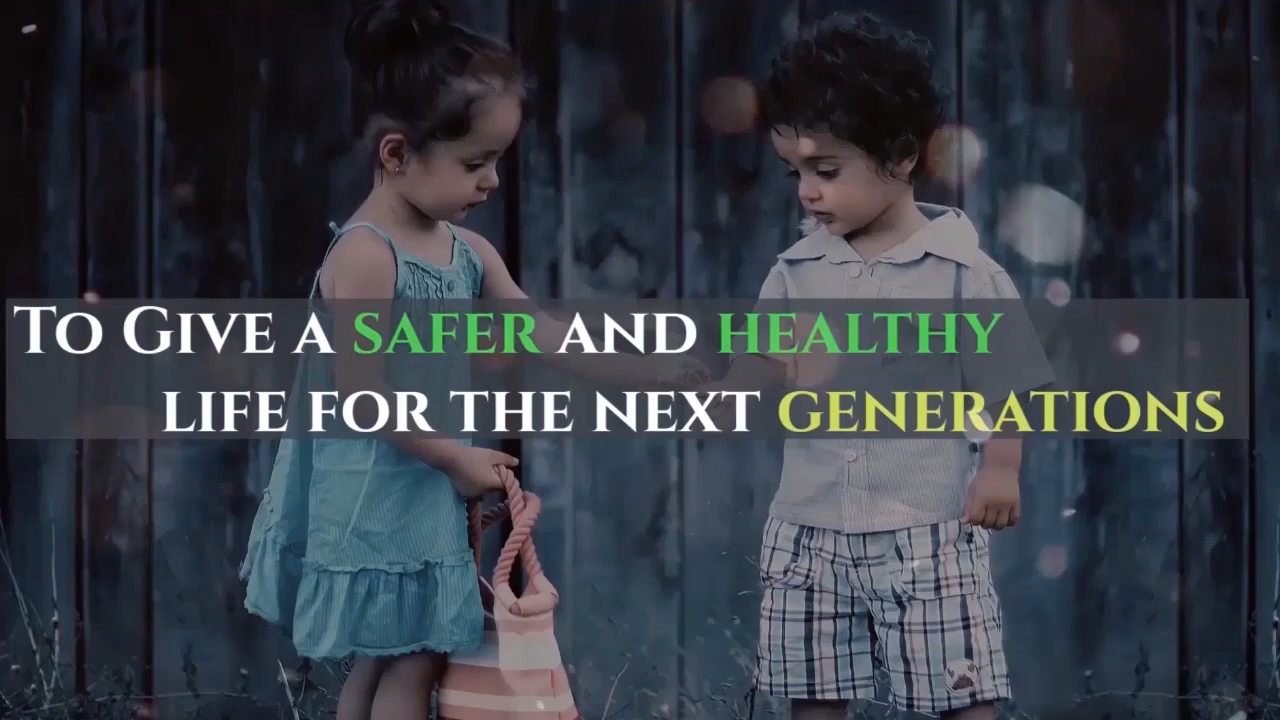 To Give a safer and healthy
life for the next generations